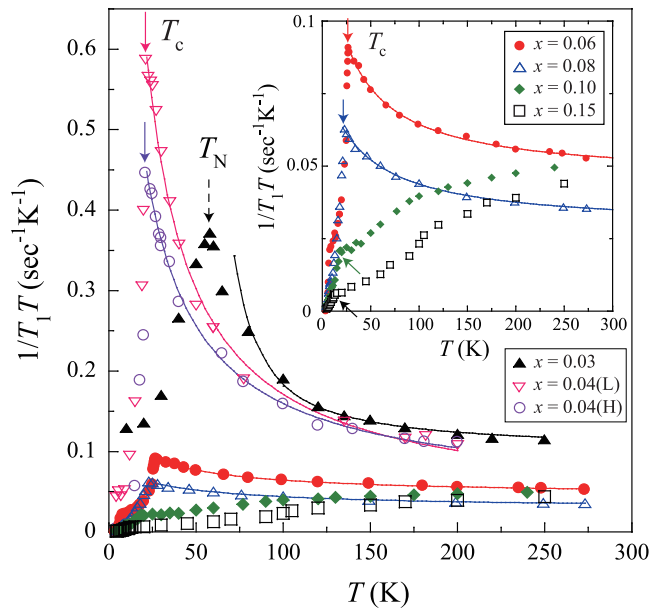 0.6
0.5
0.4
0.3
0.2
0.1
0
1/T₁T (sec⁻¹K⁻¹)
T_c
T_N
0.1
0.05
0
1/T₁T (sec⁻¹K⁻¹)
T_c
x = 0.06
x = 0.08
x = 0.10
x = 0.15
0 50 100 150 200 250 300
T (K)
x = 0.03
x = 0.04(L)
x = 0.04(H)
0 50 100 150 200 250 300
T (K)